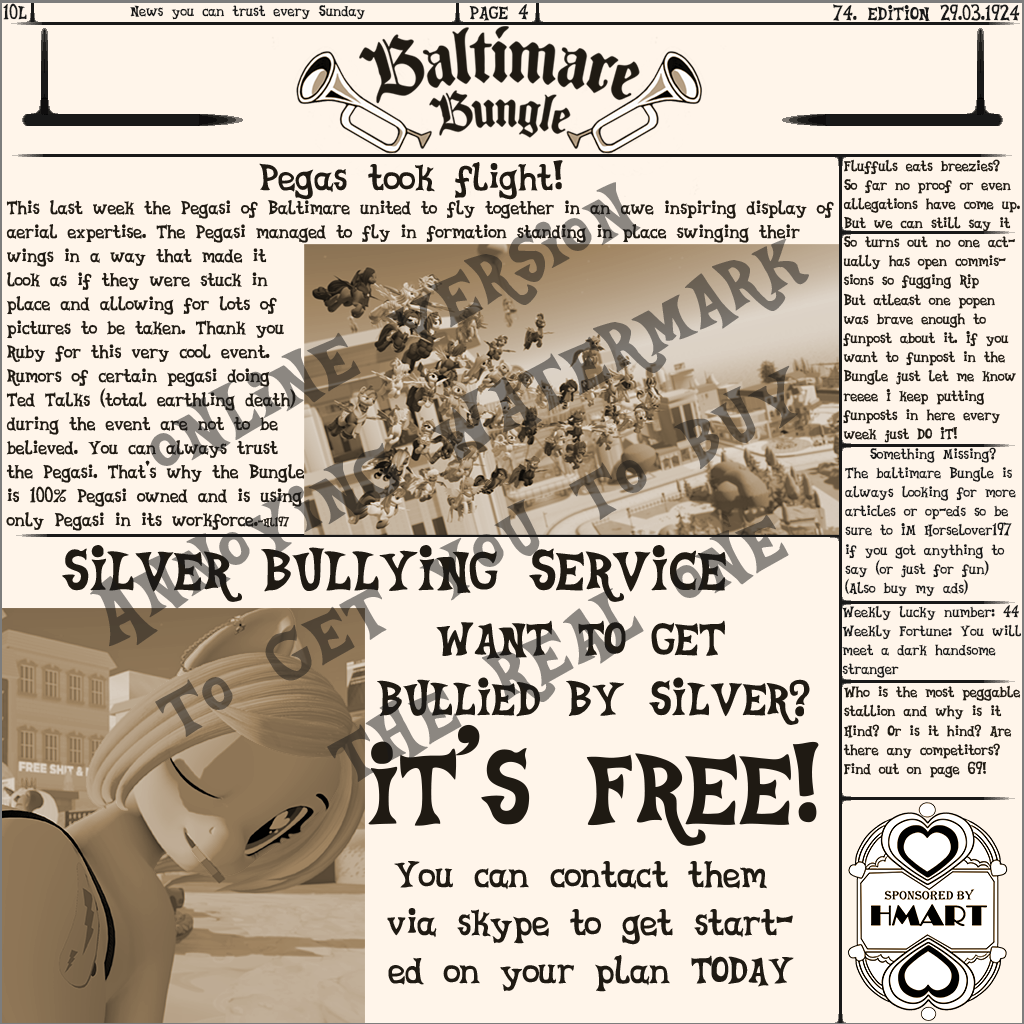 10L
News you can trust every Sunday
PAGE 4
74. EDiTiON 29.03.1924
Baltimare
Bungle
Pegas took flight!
This last week the Pegasi of Baltimare united to fly together in an awe inspiring display of
aerial expertise. The Pegasi managed to fly in formation standing in place swinging their
wings in a way that made it
look as if they were stuck in
place and allowing for lots of
pictures to be taken. Thank you
Ruby for this very cool event.
Rumors of certain pegasi doing
Ted Talks (total earthling death)
during the event are not to be
believed. You can always trust
the Pegasi. That's why the Bungle
is 100% Pegasi owned and is using
only Pegasi in its workforce.-HL197
SiLVER BULLYiNG SERViCE
WANT TO GET
BULLiED BY SiLVER?
iT'S FREE!
You can contact them
via skype to get start-
ed on your plan TODAY
FREE SHIT &
Fluffuls eats breezies?
So far no proof or even
allegations have come up.
But we can still say it
So turns out no one act-
ually has open commis-
sions so fugging Rip
But atleast one popen
was brave enough to
funpost about it. if you
want to funpost in the
Bungle just let me know
reeee i keep putting
funposts in here every
week just DO iT!
Something Missing?
The baltimare Bungle is
always looking for more
articles or op-eds so be
sure to iM Horselover197
if you got anything to
say (or just for fun)
(Also buy my ads)
Weekly lucky number: 44
Weekly Fortune: You will
meet a dark handsome
stranger
Who is the most peggable
stallion and why is it
Hind? Or is it hind? Are
there any competitors?
Find out on page 69!
SPONSORED BY
HMART
ONLiNE VERSiON
ANNOYiNG WATERMARK
TO GET YOU TO BUY
THE REAL ONE